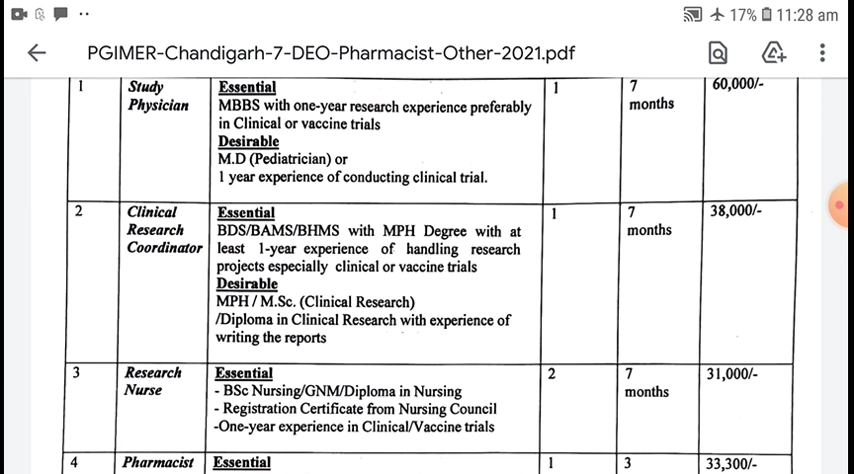 17% 11:28 am
PGIMER-Chandigarh-7-DEO-Pharmacist-Other-2021.pdf
1 Study Essential 1 7 60,000/-
Physician MBBS with one-year research experience preferably months
in Clinical or vaccine trials
Desirable
M.D (Pediatrician) or
1 year experience of conducting clinical trial.
2 Clinical Essential 1 7 38,000/-
Research BDS/BAMS/BHMS with MPH Degree with at months
Coordinator least 1-year experience of handling research
projects especially clinical or vaccine trials
Desirable
MPH / M.Sc. (Clinical Research)
/Diploma in Clinical Research with experience of
writing the reports
3 Research Essential 2 7 31,000/-
Nurse - BSc Nursing/GNM/Diploma in Nursing months
- Registration Certificate from Nursing Council
-One-year experience in Clinical/Vaccine trials
4 Pharmacist Essential 1 3 33,300/-